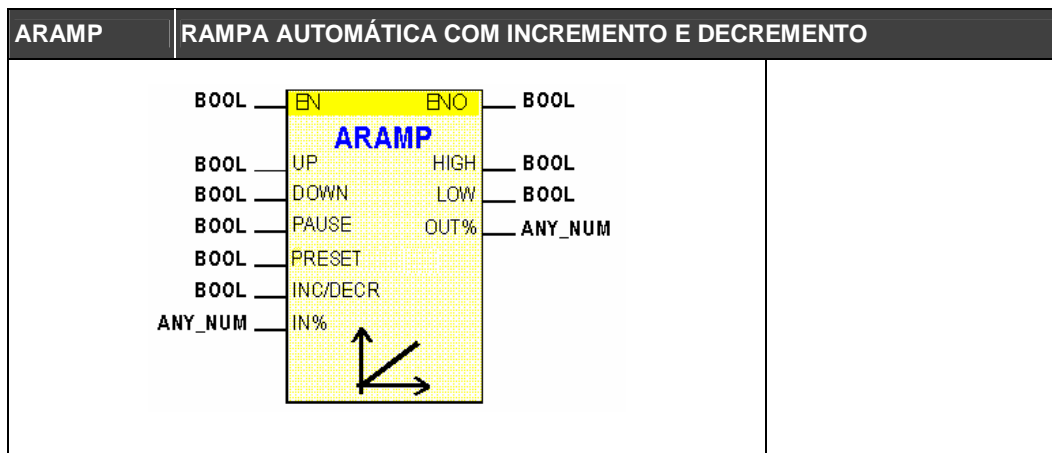 ARAMP RAMPA AUTOMÁTICA COM INCREMENTO E DECREMENTO
BOOL EN ENO BOOL
ARAMP
BOOL UP HIGH BOOL
BOOL DOWN LOW BOOL
BOOL PAUSE OUT% ANY_NUM
BOOL PRESET
BOOL INC/DECR
ANY_NUM IN%